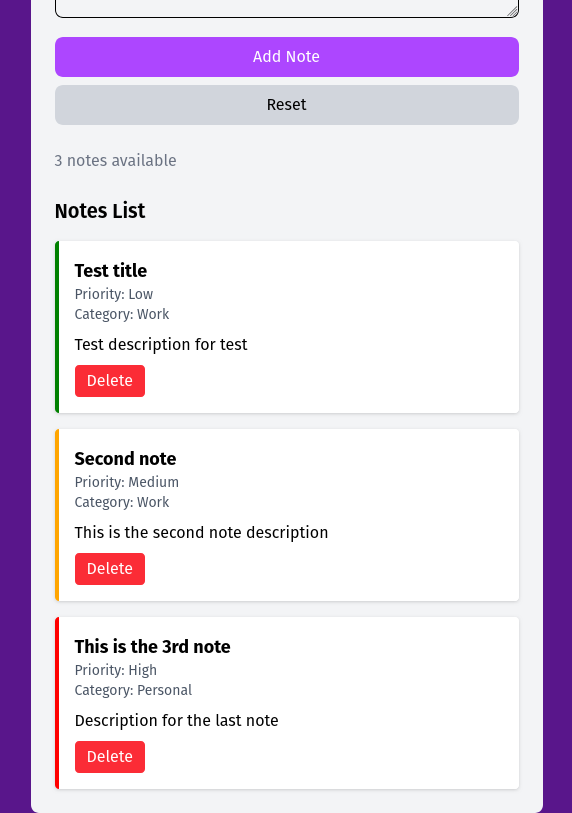 Add Note
Reset
3 notes available
Notes List
Test title
Priority: Low
Category: Work
Test description for test
Delete
Second note
Priority: Medium
Category: Work
This is the second note description
Delete
This is the 3rd note
Priority: High
Category: Personal
Description for the last note
Delete